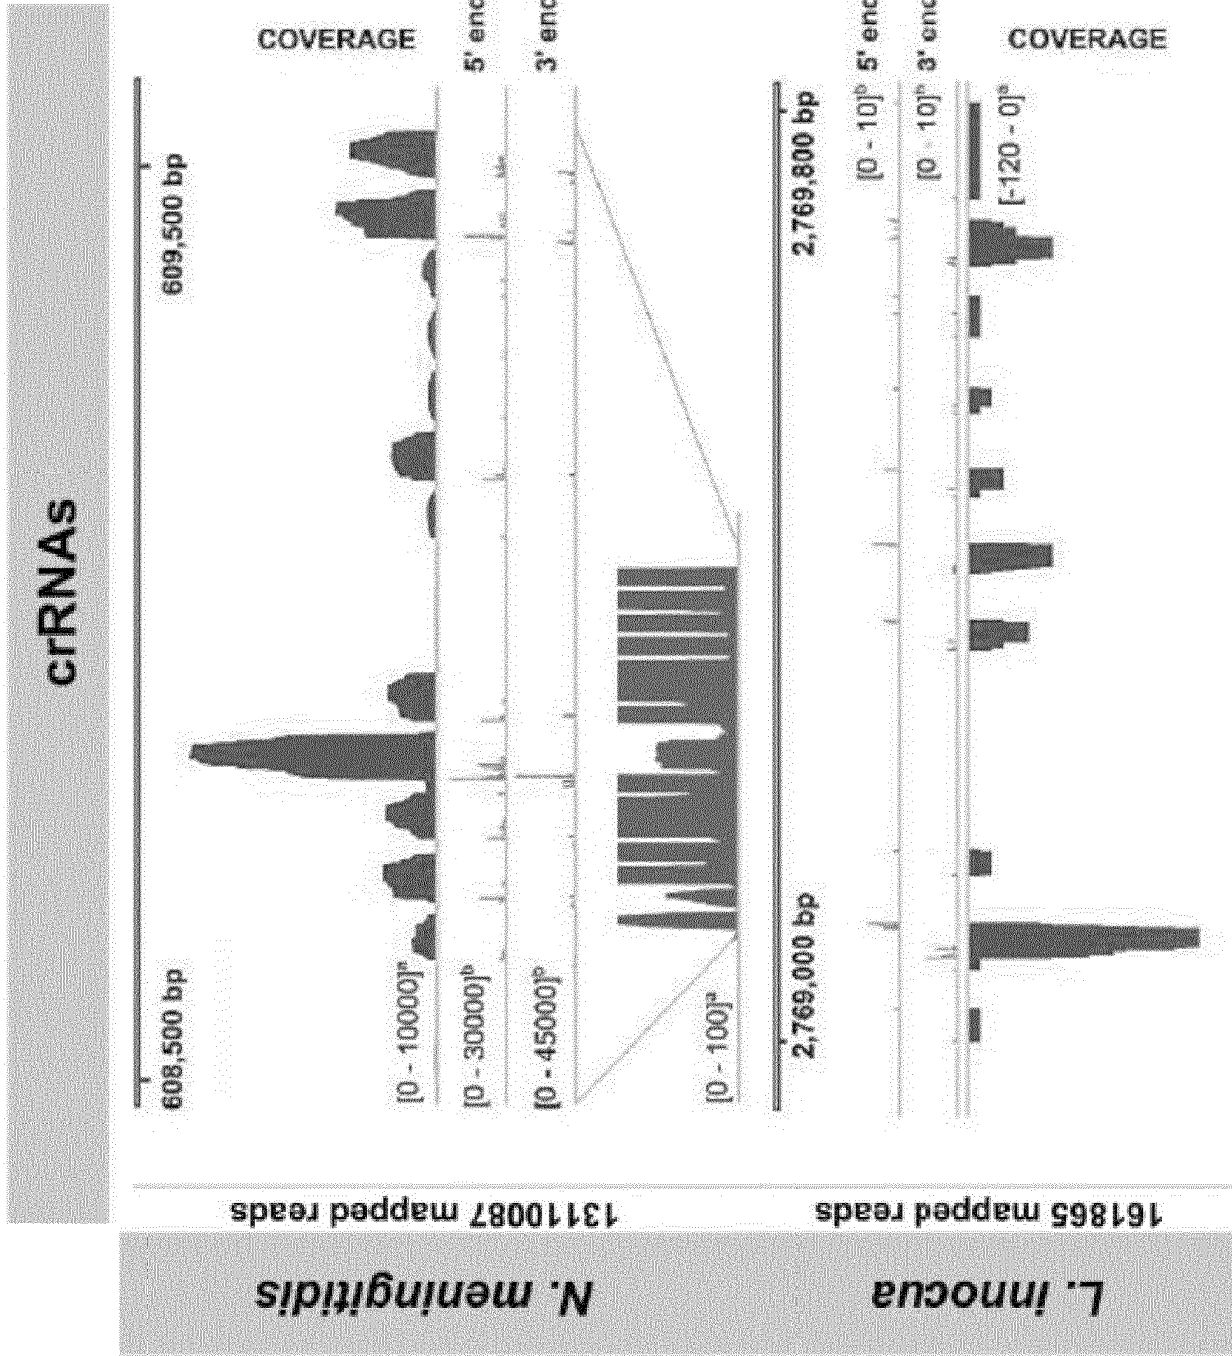 crRNAs
N. meningitidis
13110087 mapped reads
608,500 bp
609,500 bp
[0 - 10000]ᵃ
COVERAGE
[0 - 30000]ᵇ
5' end
[0 - 45000]ᵇ
3' end
[0 - 100]ᵃ
L. innocua
161865 mapped reads
2,769,000 bp
2,769,800 bp
[0 - 10]ᵇ 5' end
[0 - 10]ᵇ 3' end
[-120 - 0]ᵃ
COVERAGE